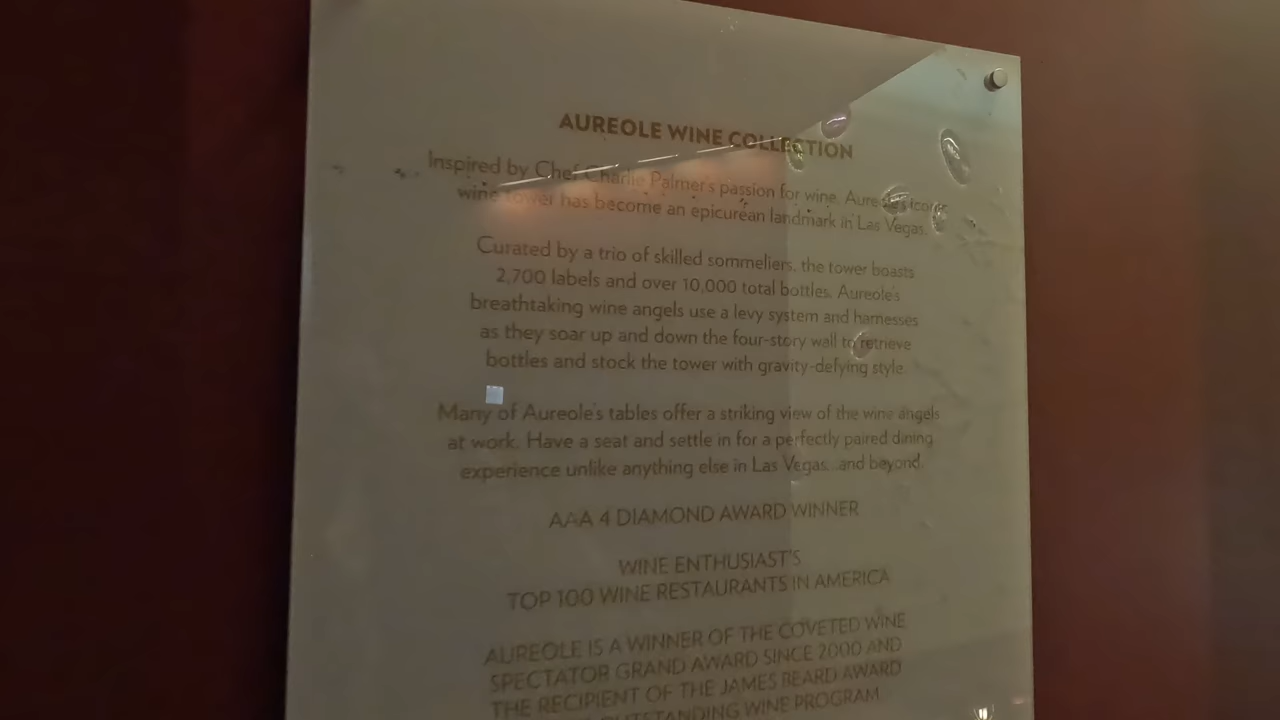 AUREOLE WINE COLLECTION
Inspired by Chef Charlie Palmer's passion for wine, Aureole's iconic
wine tower has become an epicurean landmark in Las Vegas.
Curated by a trio of skilled sommeliers, the tower boasts
2,700 labels and over 10,000 total bottles. Aureole's
breathtaking wine angels use a levy system and harnesses
as they soar up and down the four-story wall to retrieve
bottles and stock the tower with gravity-defying style.
Many of Aureole's tables offer a striking view of the wine angels
at work. Have a seat and settle in for a perfectly paired dining
experience unlike anything else in Las Vegas...and beyond.
AAA 4 DIAMOND AWARD WINNER
WINE ENTHUSIAST'S
TOP 100 WINE RESTAURANTS IN AMERICA
AUREOLE IS A WINNER OF THE COVETED WINE
SPECTATOR GRAND AWARD SINCE 2000 AND
THE RECIPIENT OF THE JAMES BEARD AWARD
OUTSTANDING WINE PROGRAM